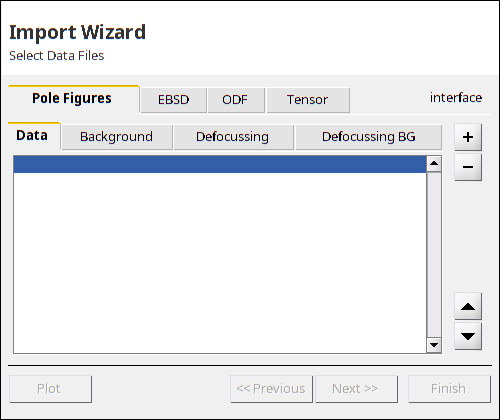 Import Wizard
Select Data Files
Pole Figures EBSD ODF Tensor interface
Data Background Defocussing Defocussing BG
+
−
Plot << Previous Next >> Finish